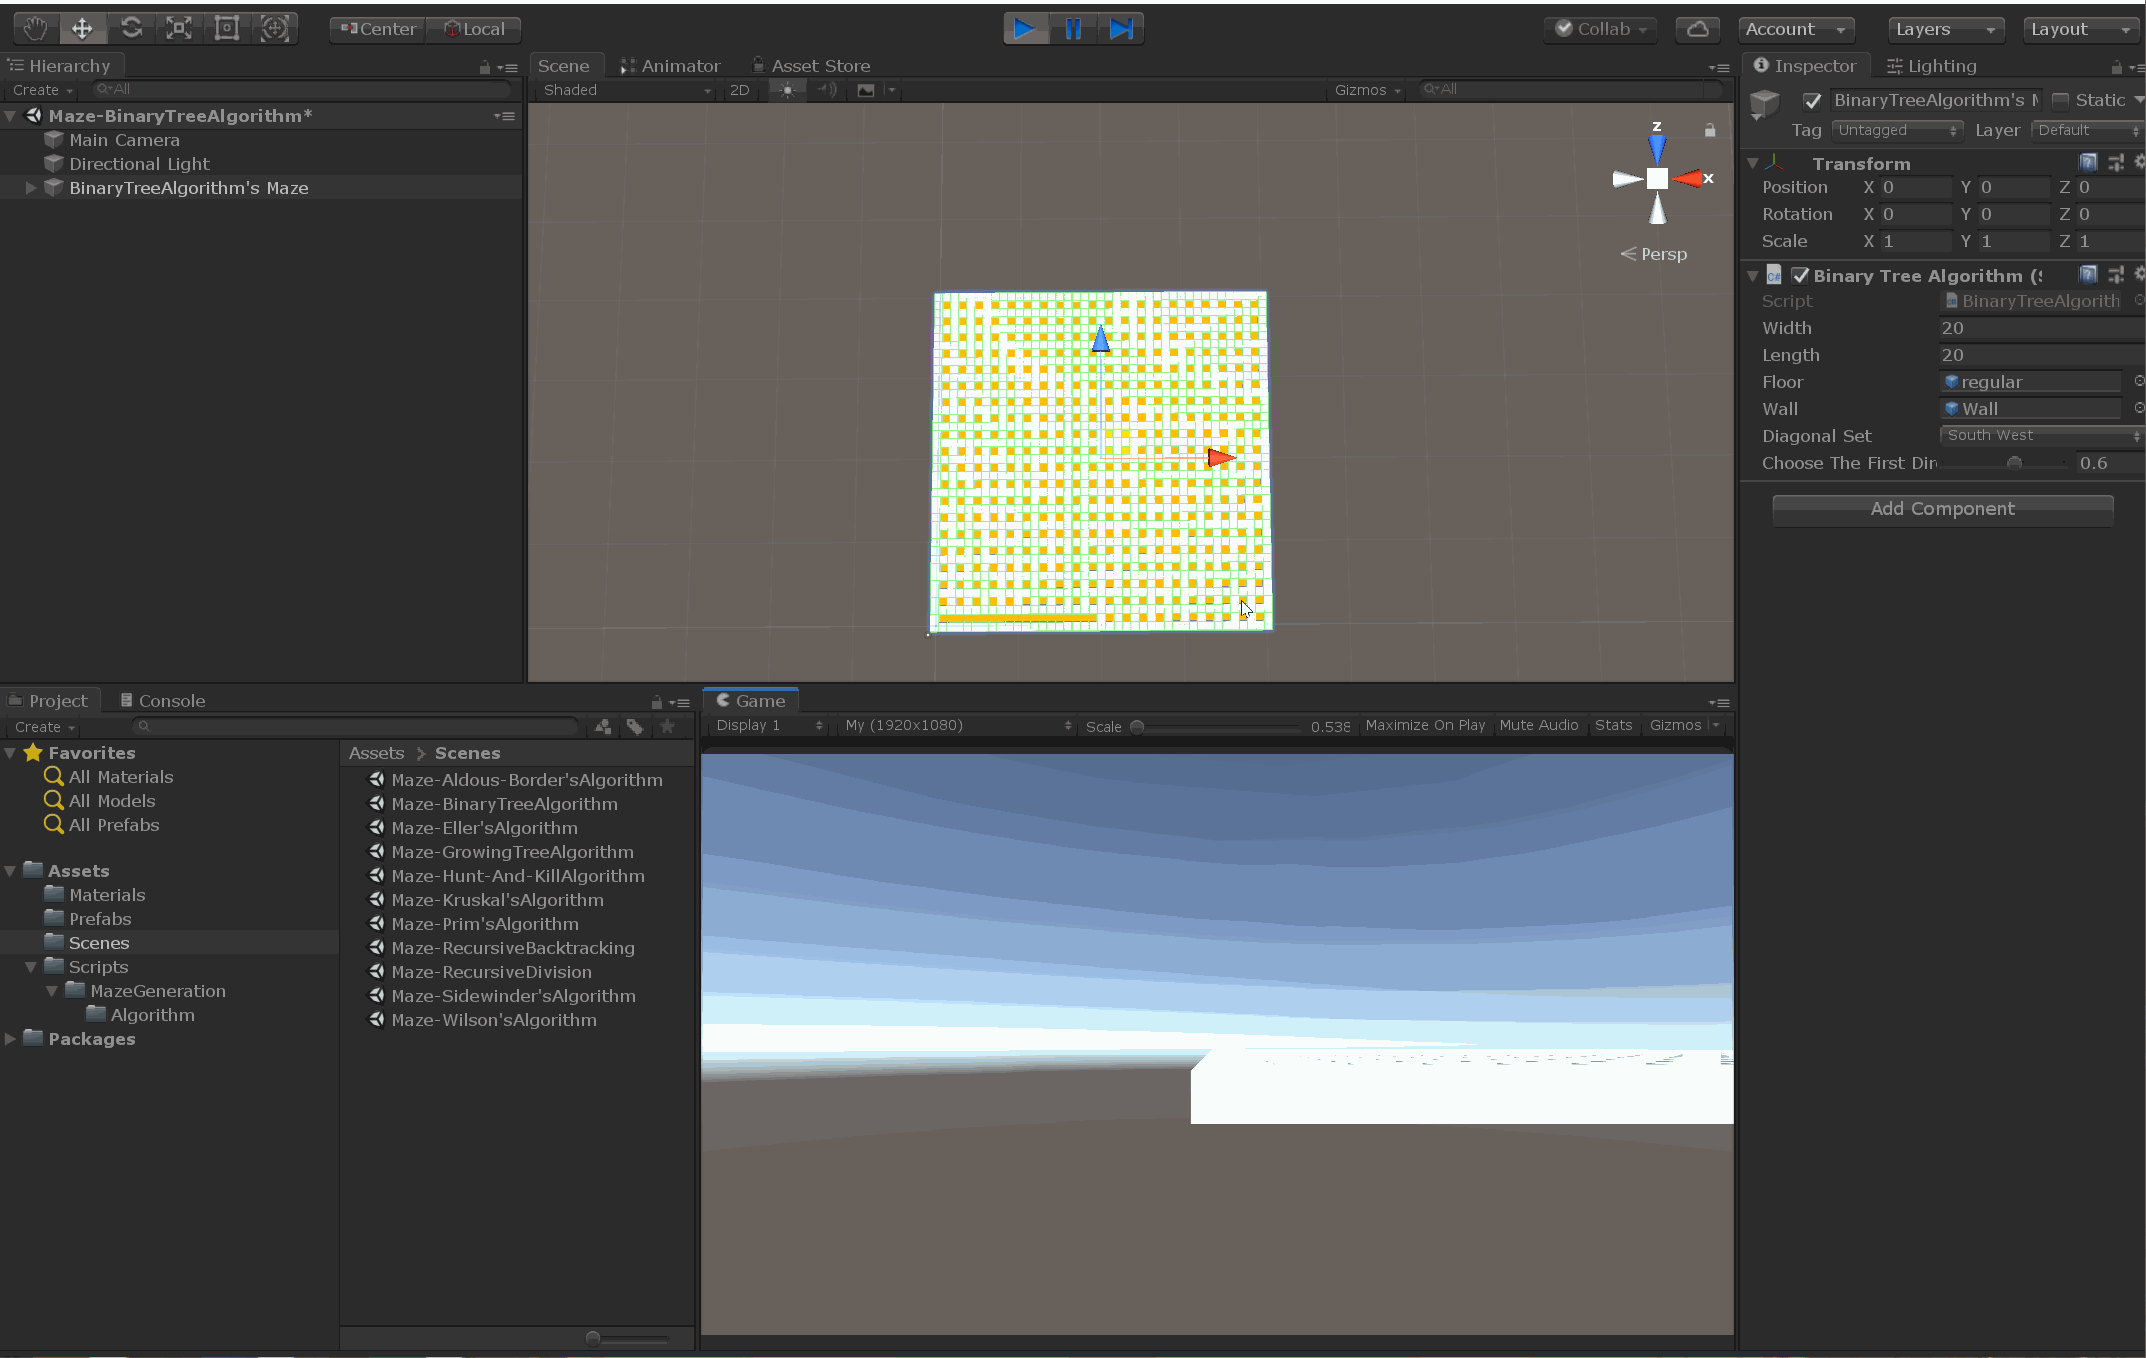 Center Local Collab Account Layers Layout
Hierarchy
Create All
Maze-BinaryTreeAlgorithm*
Main Camera
Directional Light
BinaryTreeAlgorithm's Maze
Scene Animator Asset Store
Shaded 2D Gizmos All
z
x
Persp
Inspector Lighting
BinaryTreeAlgorithm's Static
Tag Untagged Layer Default
Transform
Position X 0 Y 0 Z 0
Rotation X 0 Y 0 Z 0
Scale X 1 Y 1 Z 1
C#
Binary Tree Algorithm (
Script BinaryTreeAlgorith
Width 20
Length 20
Floor regular
Wall Wall
Diagonal Set South West
Choose The First Dir 0.6
Add Component
Project Console
Create
Favorites
All Materials
All Models
All Prefabs
Assets
Materials
Prefabs
Scenes
Scripts
MazeGeneration
Algorithm
Packages
Assets > Scenes
Maze-Aldous-Border'sAlgorithm
Maze-BinaryTreeAlgorithm
Maze-Eller'sAlgorithm
Maze-GrowingTreeAlgorithm
Maze-Hunt-And-KillAlgorithm
Maze-Kruskal'sAlgorithm
Maze-Prim'sAlgorithm
Maze-RecursiveBacktracking
Maze-RecursiveDivision
Maze-Sidewinder'sAlgorithm
Maze-Wilson'sAlgorithm
Game
Display 1 My (1920x1080) Scale 0.538 Maximize On Play Mute Audio Stats Gizmos